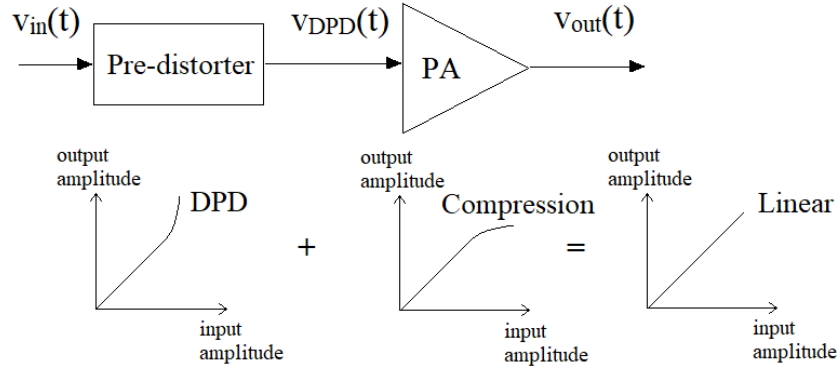 Vin(t)
VDPD(t)
Vout(t)
Pre-distorter
PA
output
amplitude
DPD
input
amplitude
+
output
amplitude
Compression
input
amplitude
=
output
amplitude
Linear
input
amplitude